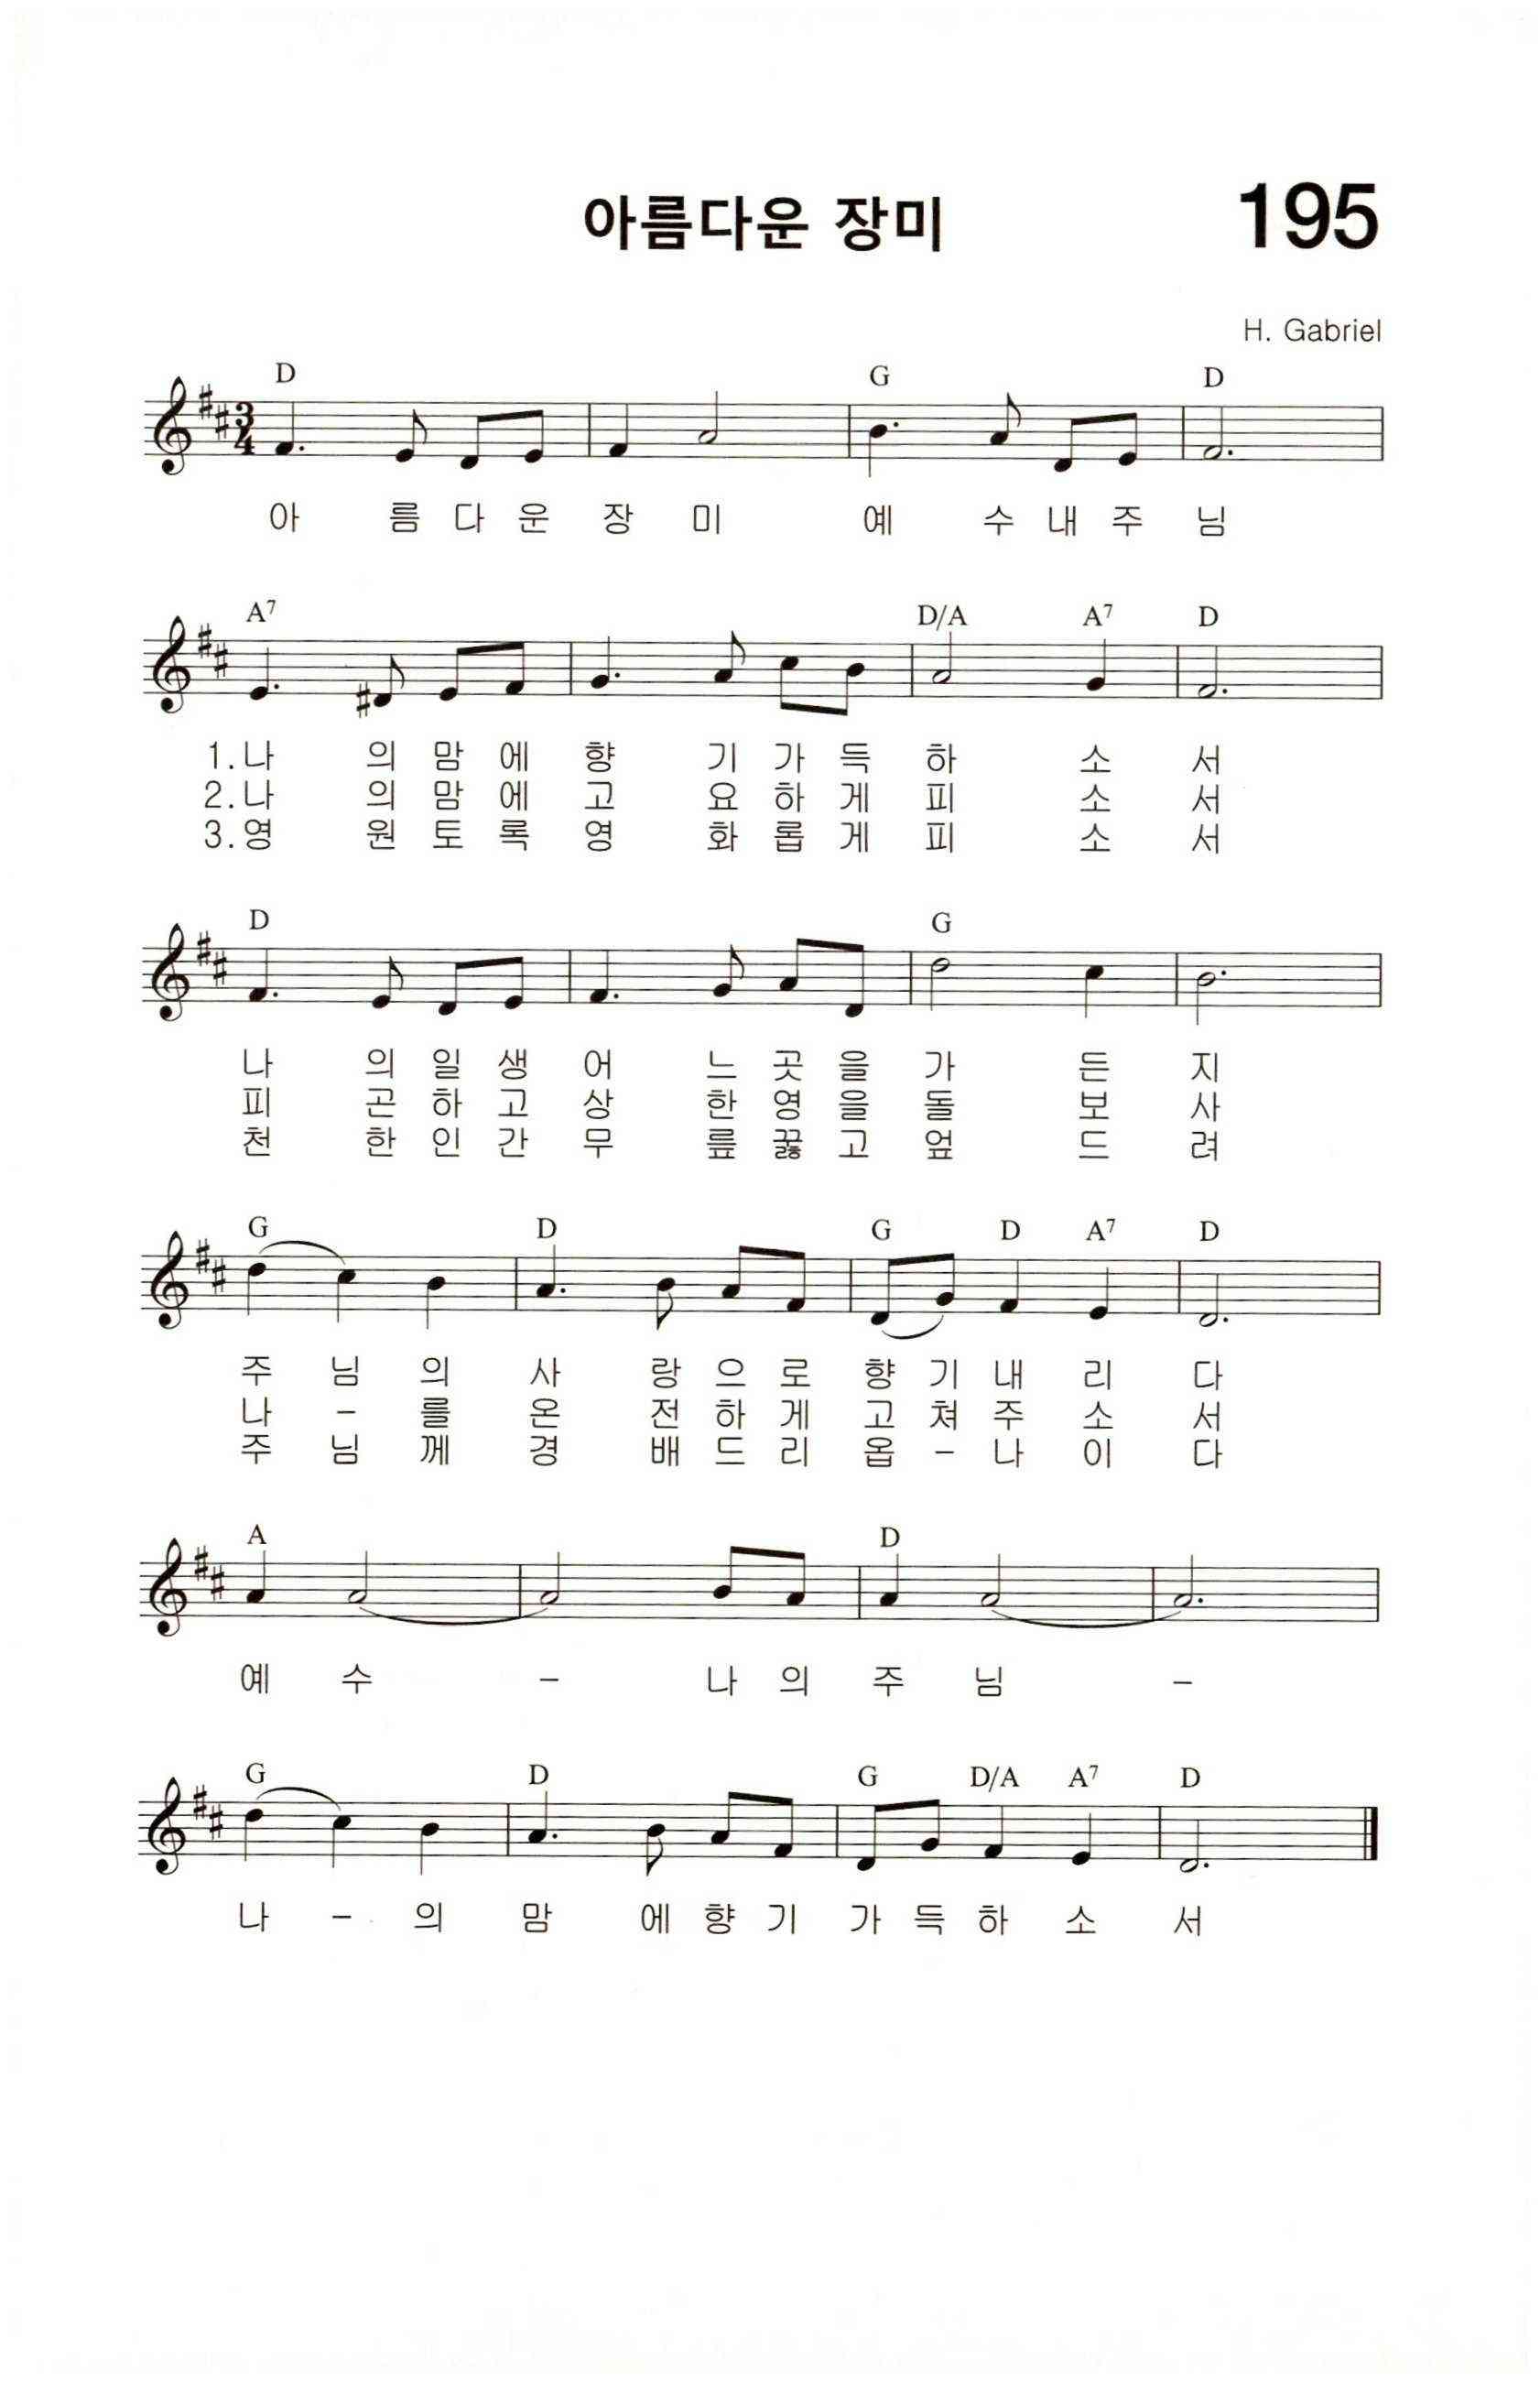 아름다운 장미
195
H. Gabriel
D G D
3
4
아 름 다 운 장 미 예 수 내 주 님
A7 D/A A7 D
1.나 의 맘 에 향 기 가 득 하 소 서
2.나 의 맘 에 고 요 하 게 피 소 서
3.영 원 토 록 영 화 롭 게 피 소 서
D G
나 의 일 생 어 느 곳 을 가 든 지
피 곤 하 고 상 한 영 을 돌 보 사
천 한 인 간 무 릎 꿇 고 엎 드 려
G D G D A7 D
주 님 의 사 랑 으 로 향 기 내 리 다
나 - 를 온 전 하 게 고 쳐 주 소 서
주 님 께 경 배 드 리 옵 - 나 이 다
A D
예 수 - 나 의 주 님 -
G D G D/A A7 D
나 - 의 맘 에 향 기 가 득 하 소 서